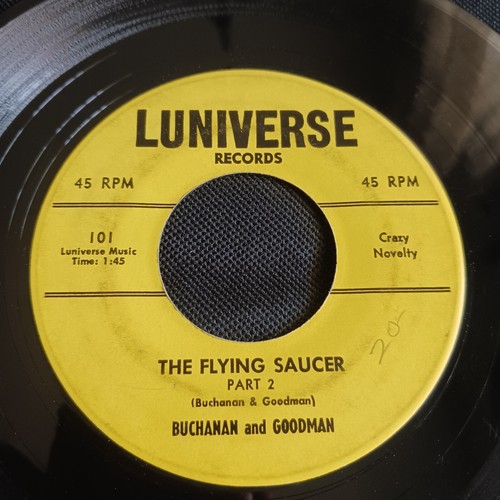 LUNIVERSE
RECORDS
45 RPM
45 RPM
101
Luniverse Music
Time: 1:45
Crazy
Novelty
20
THE FLYING SAUCER
PART 2
(Buchanan & Goodman)
BUCHANAN and GOODMAN